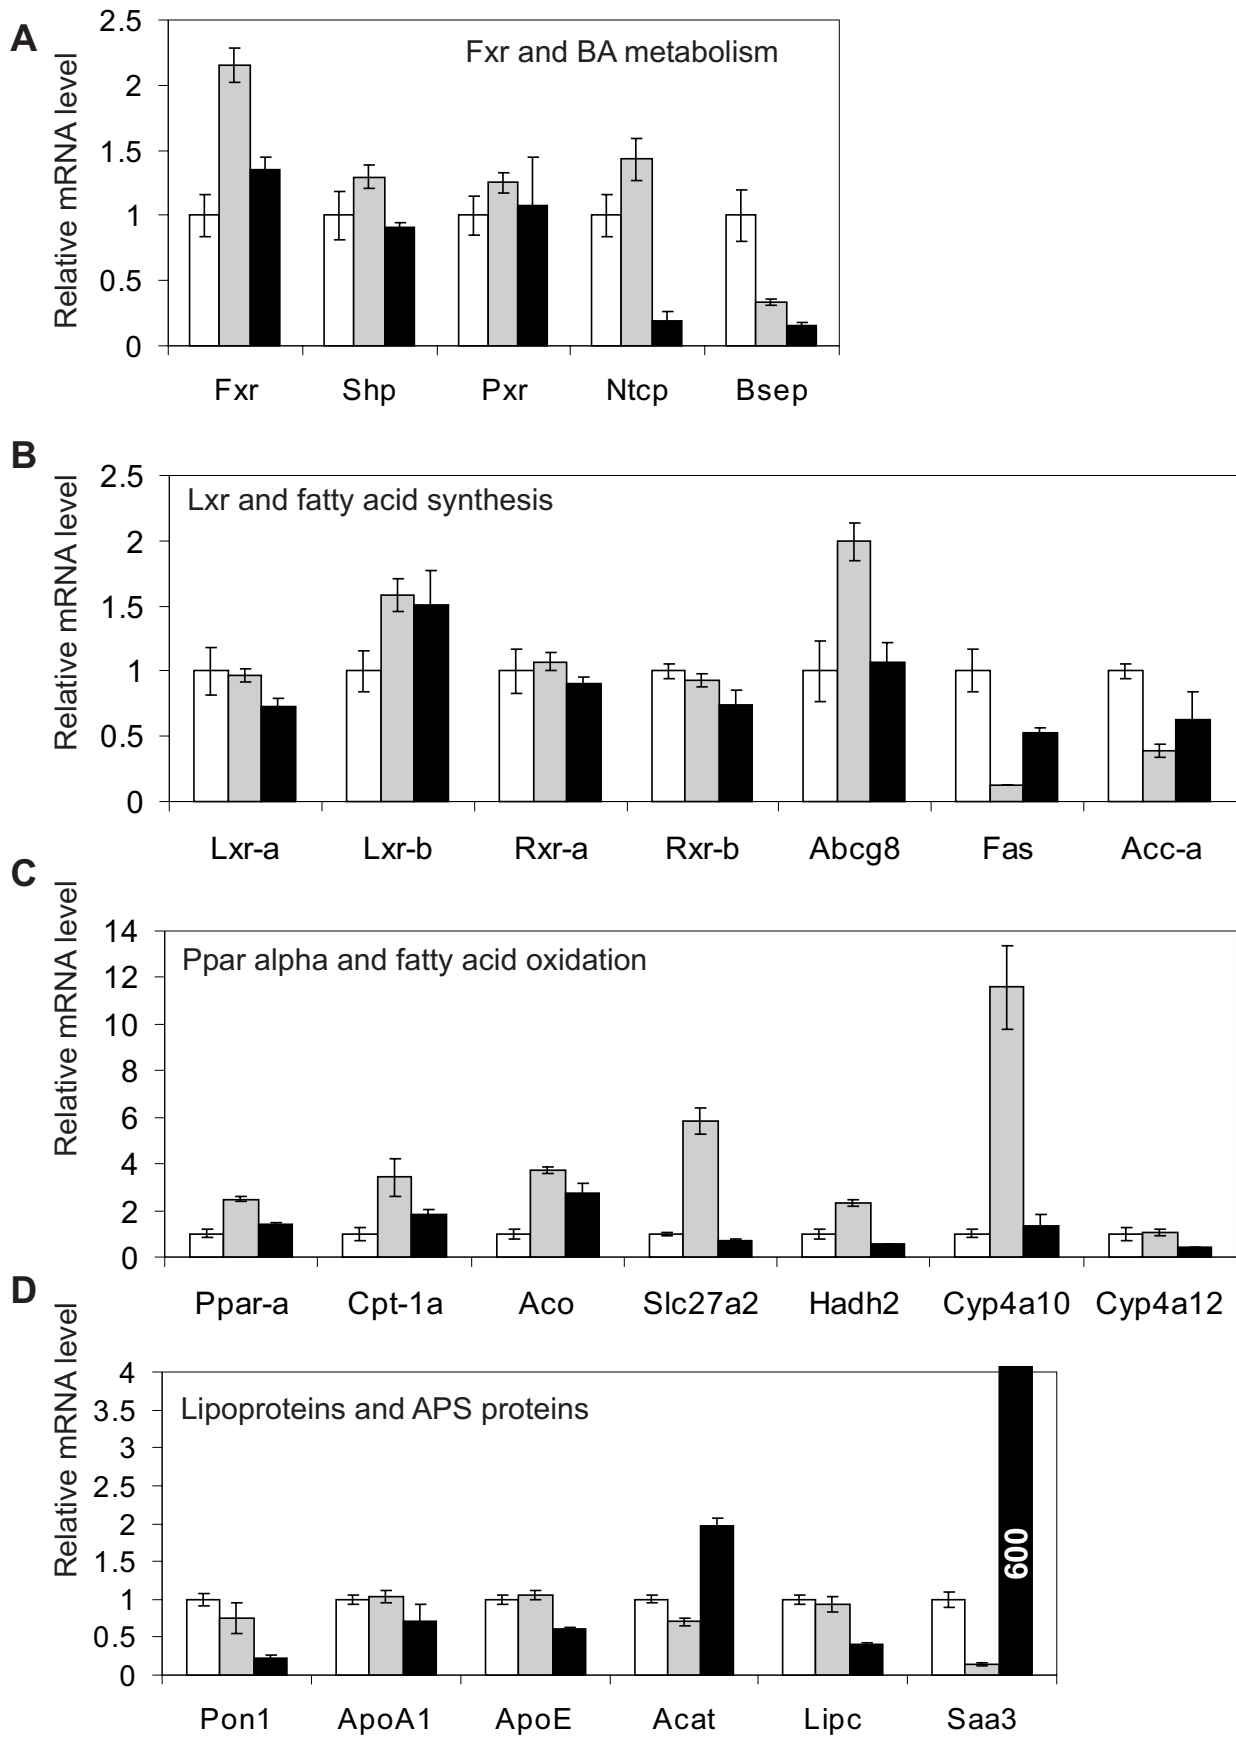 A
Fxr and BA metabolism
Relative mRNA level
2.5
2
1.5
1
0.5
0
Fxr Shp Pxr Ntcp Bsep
B
Lxr and fatty acid synthesis
Relative mRNA level
2.5
2
1.5
1
0.5
0
Lxr-a Lxr-b Rxr-a Rxr-b Abcg8 Fas Acc-a
C
Ppar alpha and fatty acid oxidation
Relative mRNA level
14
12
10
8
6
4
2
0
Ppar-a Cpt-1a Aco Slc27a2 Hadh2 Cyp4a10 Cyp4a12
D
Lipoproteins and APS proteins
Relative mRNA level
4
3.5
3
2.5
2
1.5
1
0.5
0
600
Pon1 ApoA1 ApoE Acat Lipc Saa3